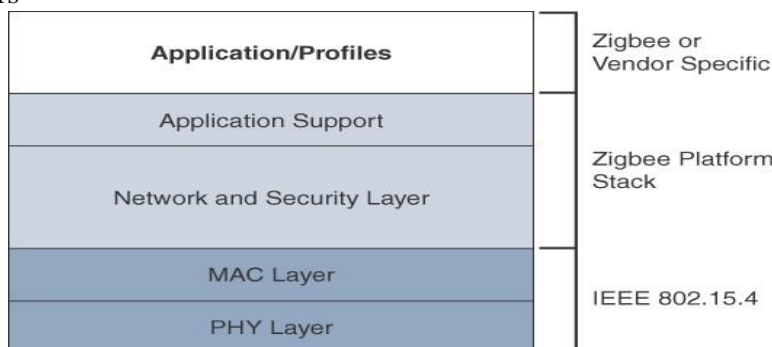 Application/Profiles
Zigbee or
Vendor Specific
Application Support
Network and Security Layer
Zigbee Platform
Stack
MAC Layer
PHY Layer
IEEE 802.15.4